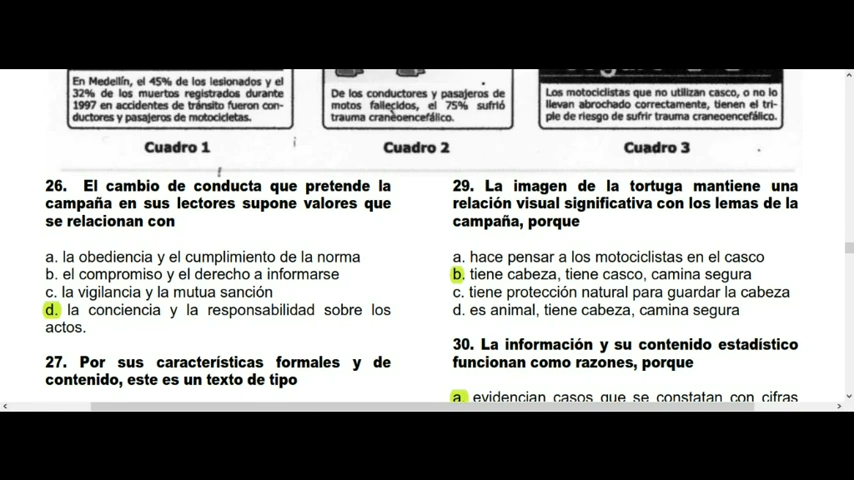 En Medellín, el 45% de los lesionados y el
32% de los muertos registrados durante
1997 en accidentes de tránsito fueron con-
ductores y pasajeros de motocicletas.
Cuadro 1
De los conductores y pasajeros de
motos fallecidos, el 75% sufrió
trauma craneoencefálico.
Cuadro 2
Los motociclistas que no utilizan casco, o no lo
llevan abrochado correctamente, tienen el tri-
ple de riesgo de sufrir trauma craneoencefálico.
Cuadro 3
26. El cambio de conducta que pretende la
campaña en sus lectores supone valores que
se relacionan con
a. la obediencia y el cumplimiento de la norma
b. el compromiso y el derecho a informarse
c. la vigilancia y la mutua sanción
d. la conciencia y la responsabilidad sobre los
actos.
27. Por sus características formales y de
contenido, este es un texto de tipo
29. La imagen de la tortuga mantiene una
relación visual significativa con los lemas de la
campaña, porque
a. hace pensar a los motociclistas en el casco
b. tiene cabeza, tiene casco, camina segura
c. tiene protección natural para guardar la cabeza
d. es animal, tiene cabeza, camina segura
30. La información y su contenido estadístico
funcionan como razones, porque
a. evidencian casos que se constatan con cifras